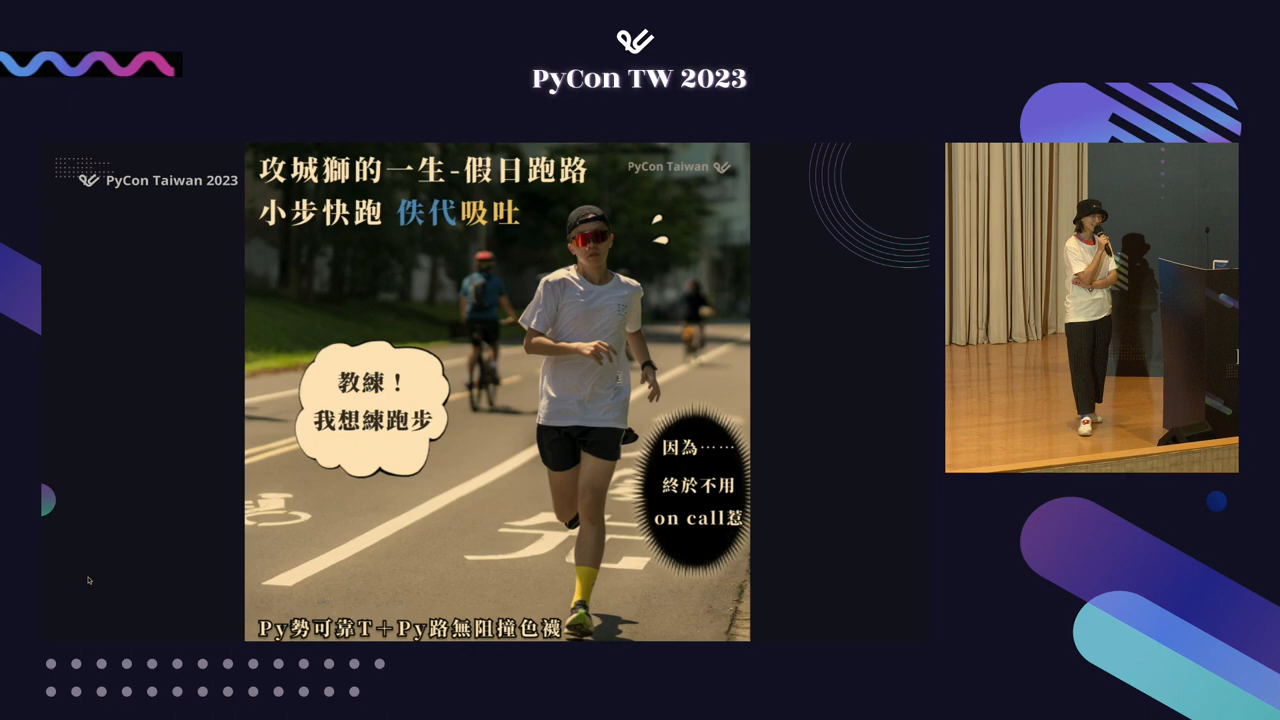 PyCon TW 2023
PyCon Taiwan 2023
攻城獅的一生-假日跑路
PyCon Taiwan
小步快跑 佚代吸吐
教練！
我想練跑步
因為……
終於不用
on call惹
Py勢可靠T＋Py路無阻撞色襪